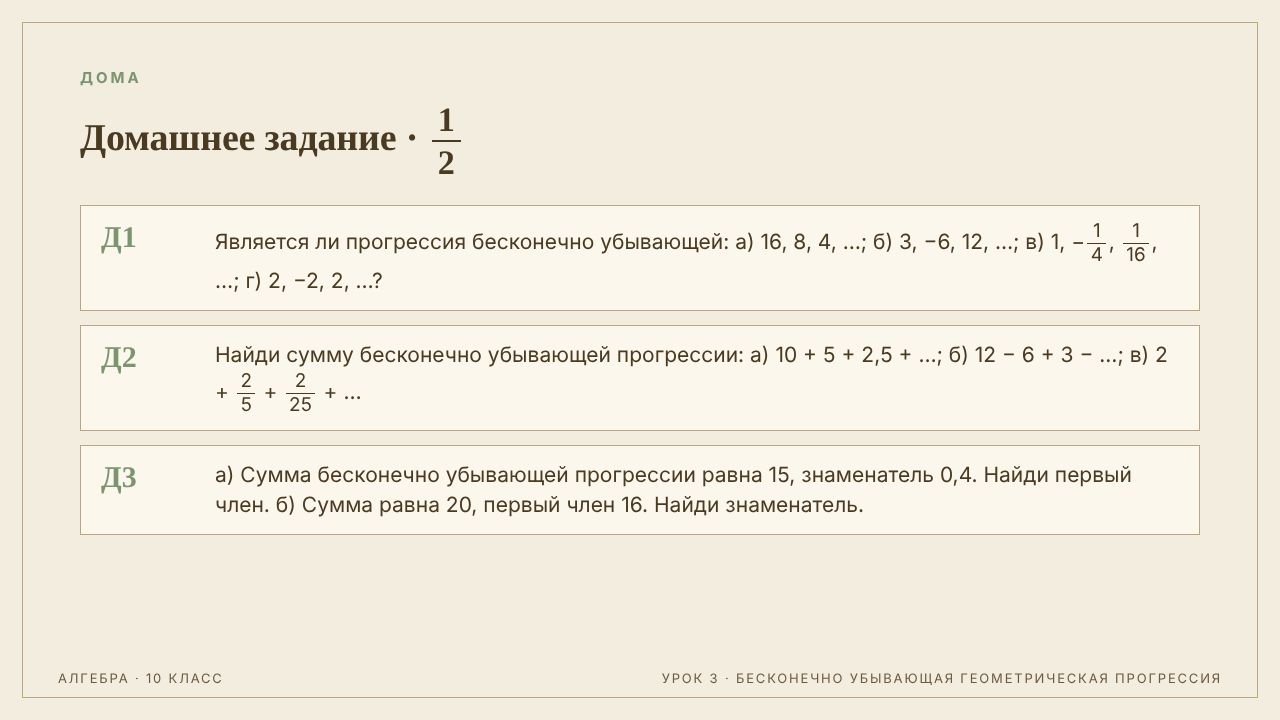 ДОМА
Домашнее задание · 1/2
Д1
Является ли прогрессия бесконечно убывающей: а) 16, 8, 4, …; б) 3, −6, 12, …; в) 1, −1/4, 1/16,
…; г) 2, −2, 2, …?
Д2
Найди сумму бесконечно убывающей прогрессии: а) 10 + 5 + 2,5 + …; б) 12 − 6 + 3 − …; в) 2
+ 2/5 + 2/25 + …
Д3
а) Сумма бесконечно убывающей прогрессии равна 15, знаменатель 0,4. Найди первый
член. б) Сумма равна 20, первый член 16. Найди знаменатель.
АЛГЕБРА · 10 КЛАСС
УРОК 3 · БЕСКОНЕЧНО УБЫВАЮЩАЯ ГЕОМЕТРИЧЕСКАЯ ПРОГРЕССИЯ